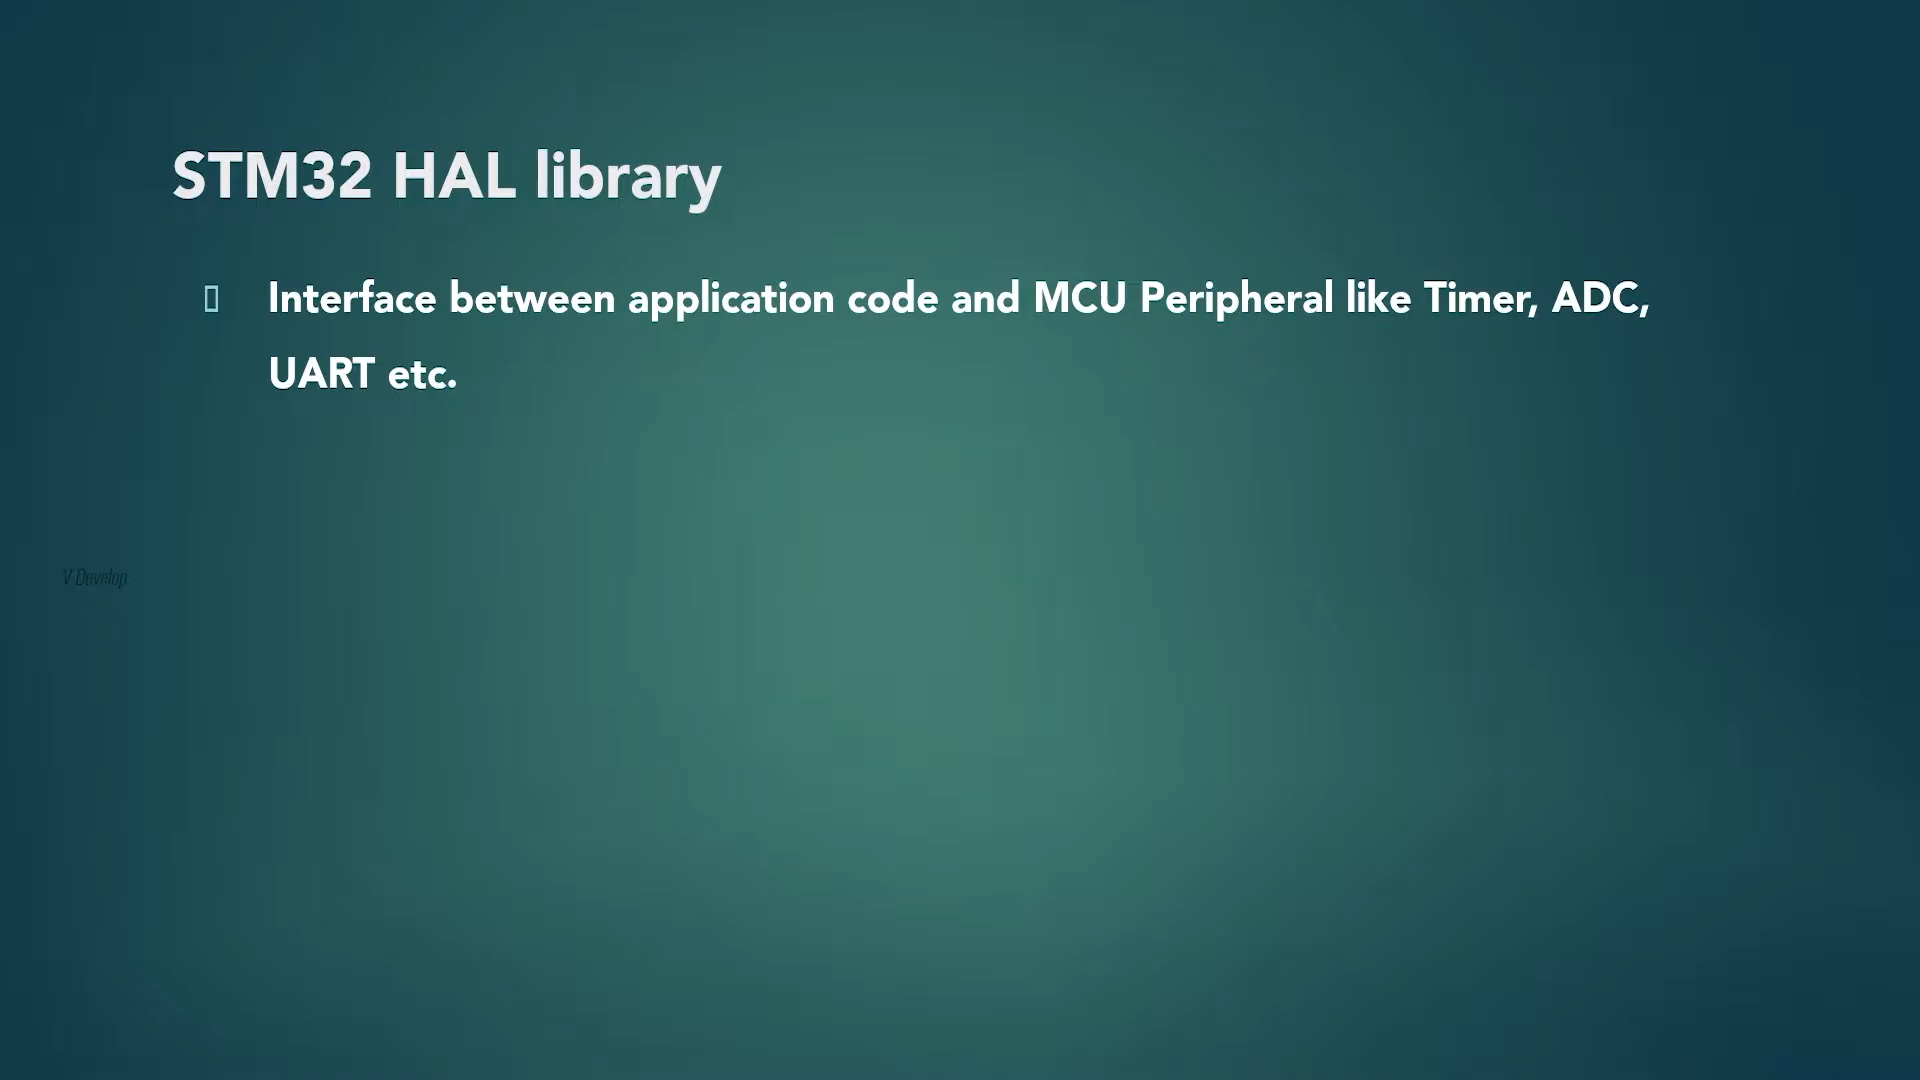 STM32 HAL library
Interface between application code and MCU Peripheral like Timer, ADC,
UART etc.
V Develop